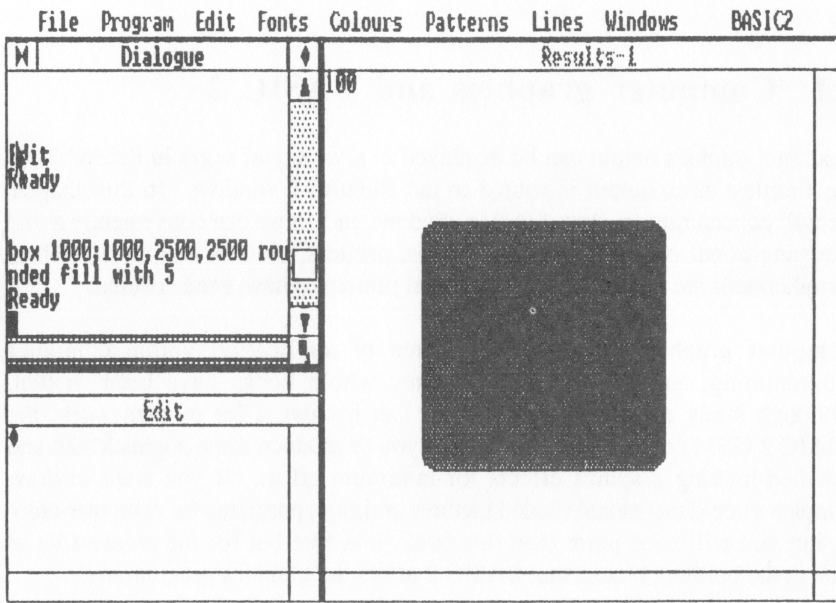 File Program Edit Fonts Colours Patterns Lines Windows BASIC2
Dialogue
Results-1
100
Edit
Ready
box 1000;1000,2500,2500 rou
nded fill with 5
Ready
Edit